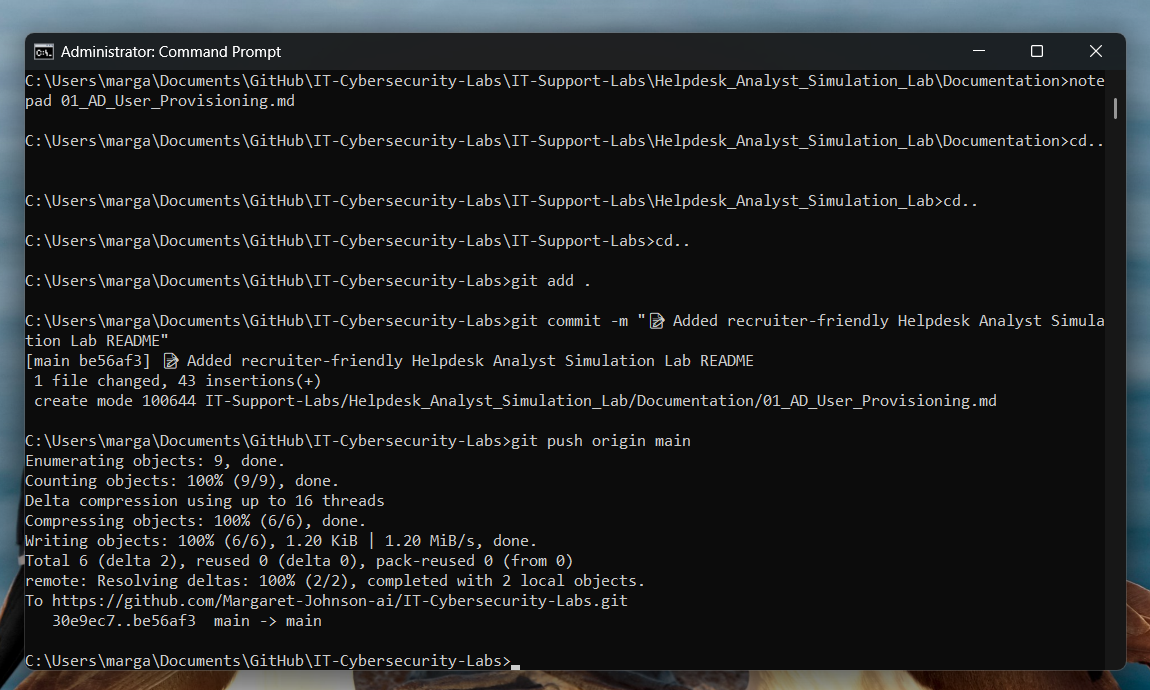 Administrator: Command Prompt
C:\Users\marga\Documents\GitHub\IT-Cybersecurity-Labs\IT-Support-Labs\Helpdesk_Analyst_Simulation_Lab\Documentation>note
pad 01_AD_User_Provisioning.md
C:\Users\marga\Documents\GitHub\IT-Cybersecurity-Labs\IT-Support-Labs\Helpdesk_Analyst_Simulation_Lab\Documentation>cd..
C:\Users\marga\Documents\GitHub\IT-Cybersecurity-Labs\IT-Support-Labs\Helpdesk_Analyst_Simulation_Lab>cd..
C:\Users\marga\Documents\GitHub\IT-Cybersecurity-Labs\IT-Support-Labs>cd..
C:\Users\marga\Documents\GitHub\IT-Cybersecurity-Labs>git add .
C:\Users\marga\Documents\GitHub\IT-Cybersecurity-Labs>git commit -m "📝 Added recruiter-friendly Helpdesk Analyst Simula
tion Lab README"
[main be56af3] 📝 Added recruiter-friendly Helpdesk Analyst Simulation Lab README
1 file changed, 43 insertions(+)
create mode 100644 IT-Support-Labs/Helpdesk_Analyst_Simulation_Lab/Documentation/01_AD_User_Provisioning.md
C:\Users\marga\Documents\GitHub\IT-Cybersecurity-Labs>git push origin main
Enumerating objects: 9, done.
Counting objects: 100% (9/9), done.
Delta compression using up to 16 threads
Compressing objects: 100% (6/6), done.
Writing objects: 100% (6/6), 1.20 KiB | 1.20 MiB/s, done.
Total 6 (delta 2), reused 0 (delta 0), pack-reused 0 (from 0)
remote: Resolving deltas: 100% (2/2), completed with 2 local objects.
To https://github.com/Margaret-Johnson-ai/IT-Cybersecurity-Labs.git
30e9ec7..be56af3  main -> main
C:\Users\marga\Documents\GitHub\IT-Cybersecurity-Labs>